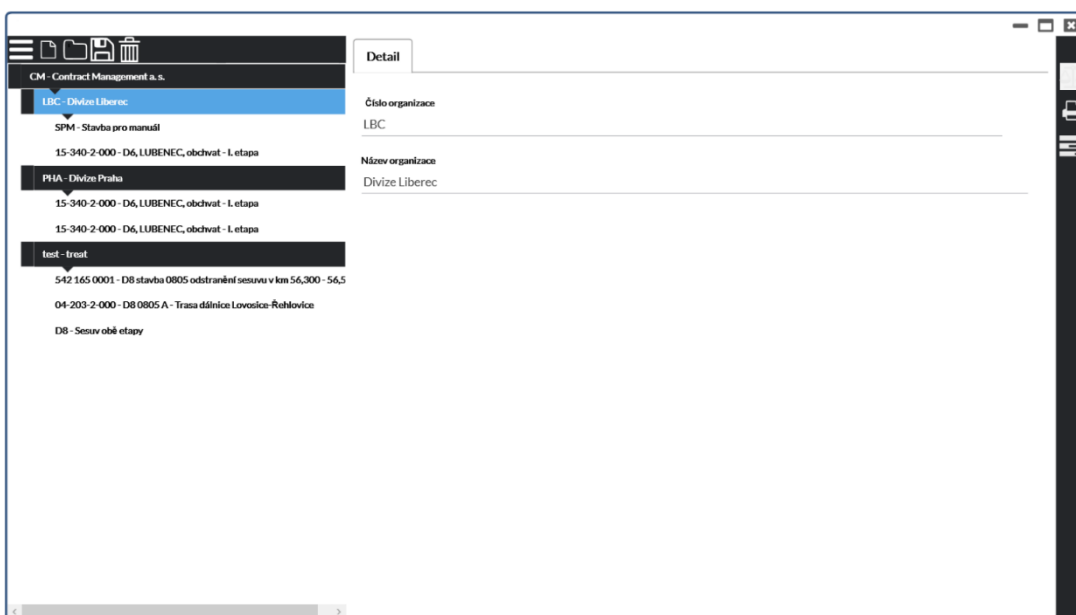 Detail
CM - Contract Management a. s.
LBC - Divize Liberec
SPM - Stavba pro manuál
15-340-2-000 - D6, LUBENEC, obchvat - I. etapa
PHA - Divize Praha
15-340-2-000 - D6, LUBENEC, obchvat - I. etapa
15-340-2-000 - D6, LUBENEC, obchvat - I. etapa
test - treat
542 165 0001 - D8 stavba 0805 odstranění sesuvu v km 56,300 - 56,5
04-203-2-000 - D8 0805 A - Trasa dálnice Lovosice-Řehlovice
D8 - Sesuv obě etapy
Číslo organizace
LBC
Název organizace
Divize Liberec